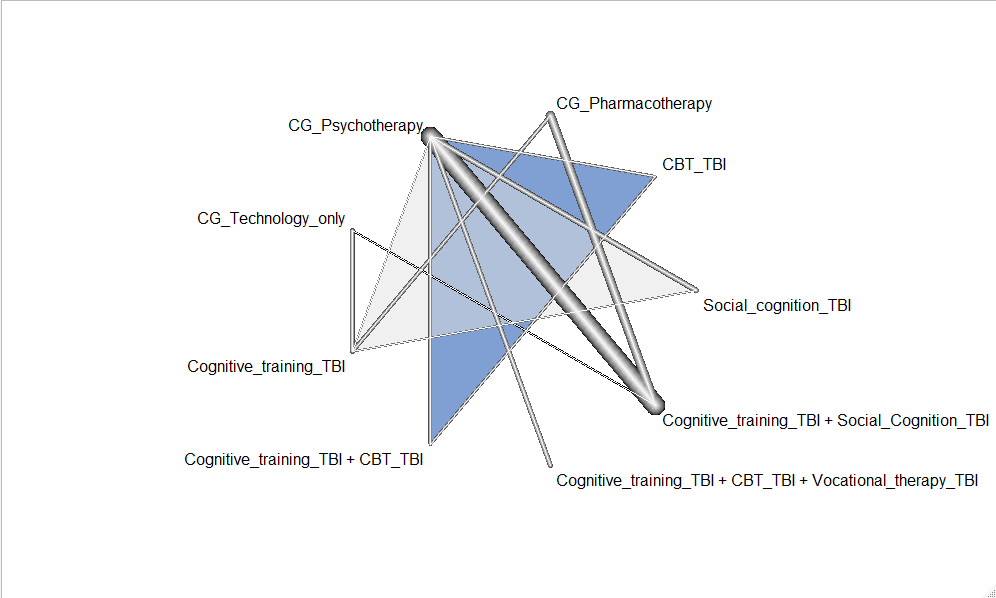 CG_Pharmacotherapy
CG_Psychotherapy
CBT_TBI
CG_Technology_only
Social_cognition_TBI
Cognitive_training_TBI
Cognitive_training_TBI + Social_Cognition_TBI
Cognitive_training_TBI + CBT_TBI
Cognitive_training_TBI + CBT_TBI + Vocational_therapy_TBI